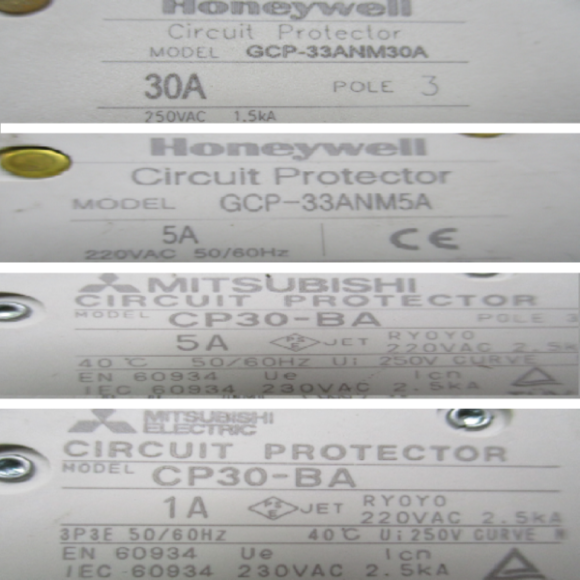 Honeywell
Circuit Protector
MODEL GCP-33ANM30A
30A POLE 3
250VAC 1.5kA
Honeywell
Circuit Protector
MODEL GCP-33ANM5A
5A CE
220VAC 50/60Hz
MITSUBISHI
CIRCUIT PROTECTOR
MODEL CP30-BA POLE 3
5A PS E JET RYOYO
220VAC 2.5k
40°C 50/60HZ Ui 250V CURVE
EN 60934 Ue Icn
IEC 60934 230VAC 2.5kA
MITSUBISHI
ELECTRIC
CIRCUIT PROTECTOR
MODEL CP30-BA
1A PS E JET RYOYO
220VAC 2.5kA
3P3E 50/60HZ 40°C Ui 250V CURVE M
EN 60934 Ue Icn
IEC 60934 230VAC 2.5kA